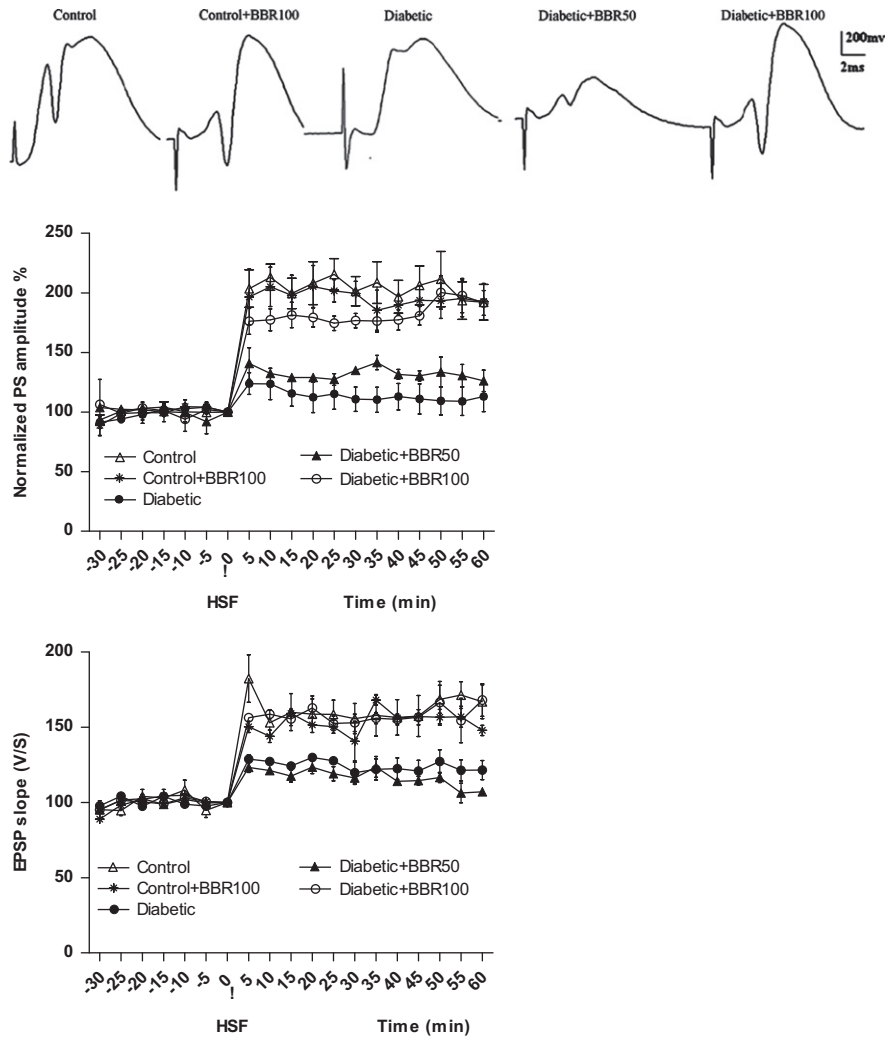 Control Control+BBR100 Diabetic Diabetic+BBR50 Diabetic+BBR100
200mv
2ms
Normalized PS amplitude %
250
200
150
100
50
0
Control
Control+BBR100
Diabetic
Diabetic+BBR50
Diabetic+BBR100
-30 -25 -20 -15 -10 -5 0 5 10 15 20 25 30 35 40 45 50 55 60
!
HSF Time (min)
EPSP slope (V/S)
200
150
100
50
0
Control
Control+BBR100
Diabetic
Diabetic+BBR50
Diabetic+BBR100
-30 -25 -20 -15 -10 -5 0 5 10 15 20 25 30 35 40 45 50 55 60
!
HSF Time (min)